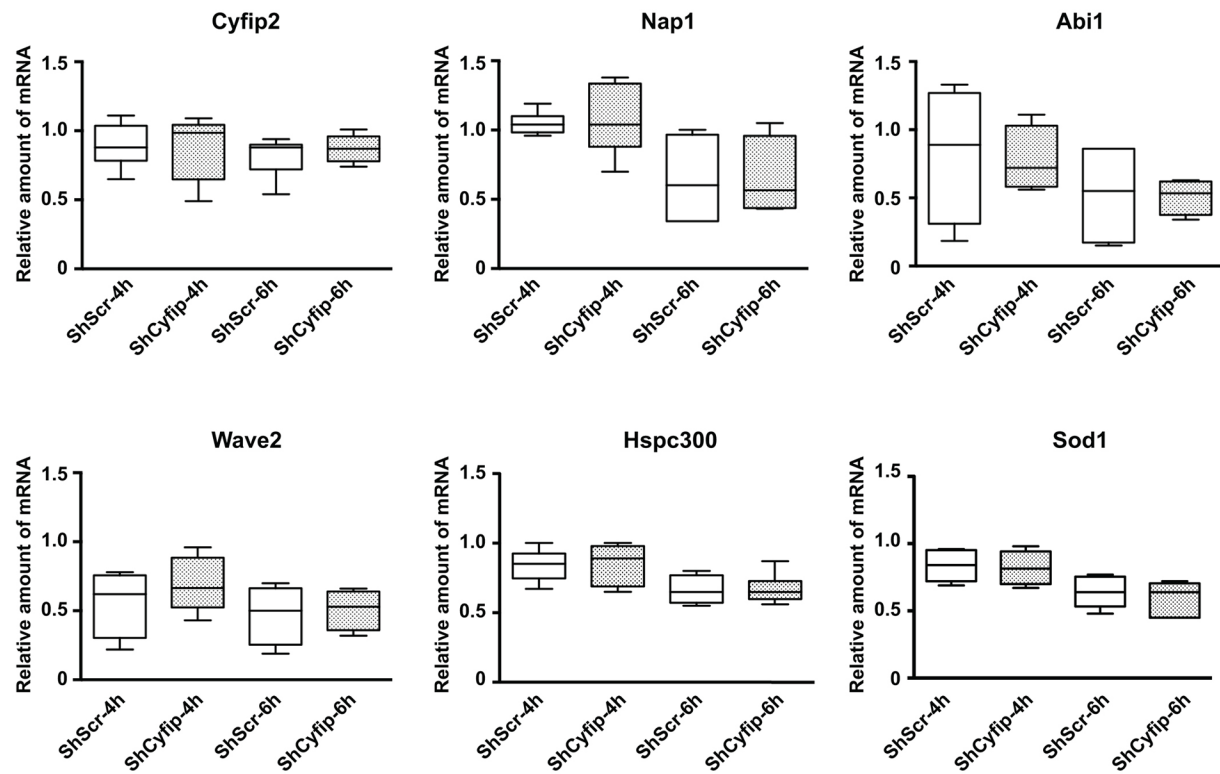 Cyfip2
Relative amount of mRNA
1.5
1.0
0.5
0
ShScr-4h
ShCyfip-4h
ShScr-6h
ShCyfip-6h
Nap1
Relative amount of mRNA
1.5
1.0
0.5
0
ShScr-4h
ShCyfip-4h
ShScr-6h
ShCyfip-6h
Abi1
Relative amount of mRNA
1.5
1.0
0.5
0
ShScr-4h
ShCyfip-4h
ShScr-6h
ShCyfip-6h
Wave2
Relative amount of mRNA
1.5
1.0
0.5
0
ShScr-4h
ShCyfip-4h
ShScr-6h
ShCyfip-6h
Hspc300
Relative amount of mRNA
1.5
1.0
0.5
0
ShScr-4h
ShCyfip-4h
ShScr-6h
ShCyfip-6h
Sod1
Relative amount of mRNA
1.5
1.0
0.5
0
ShScr-4h
ShCyfip-4h
ShScr-6h
ShCyfip-6h